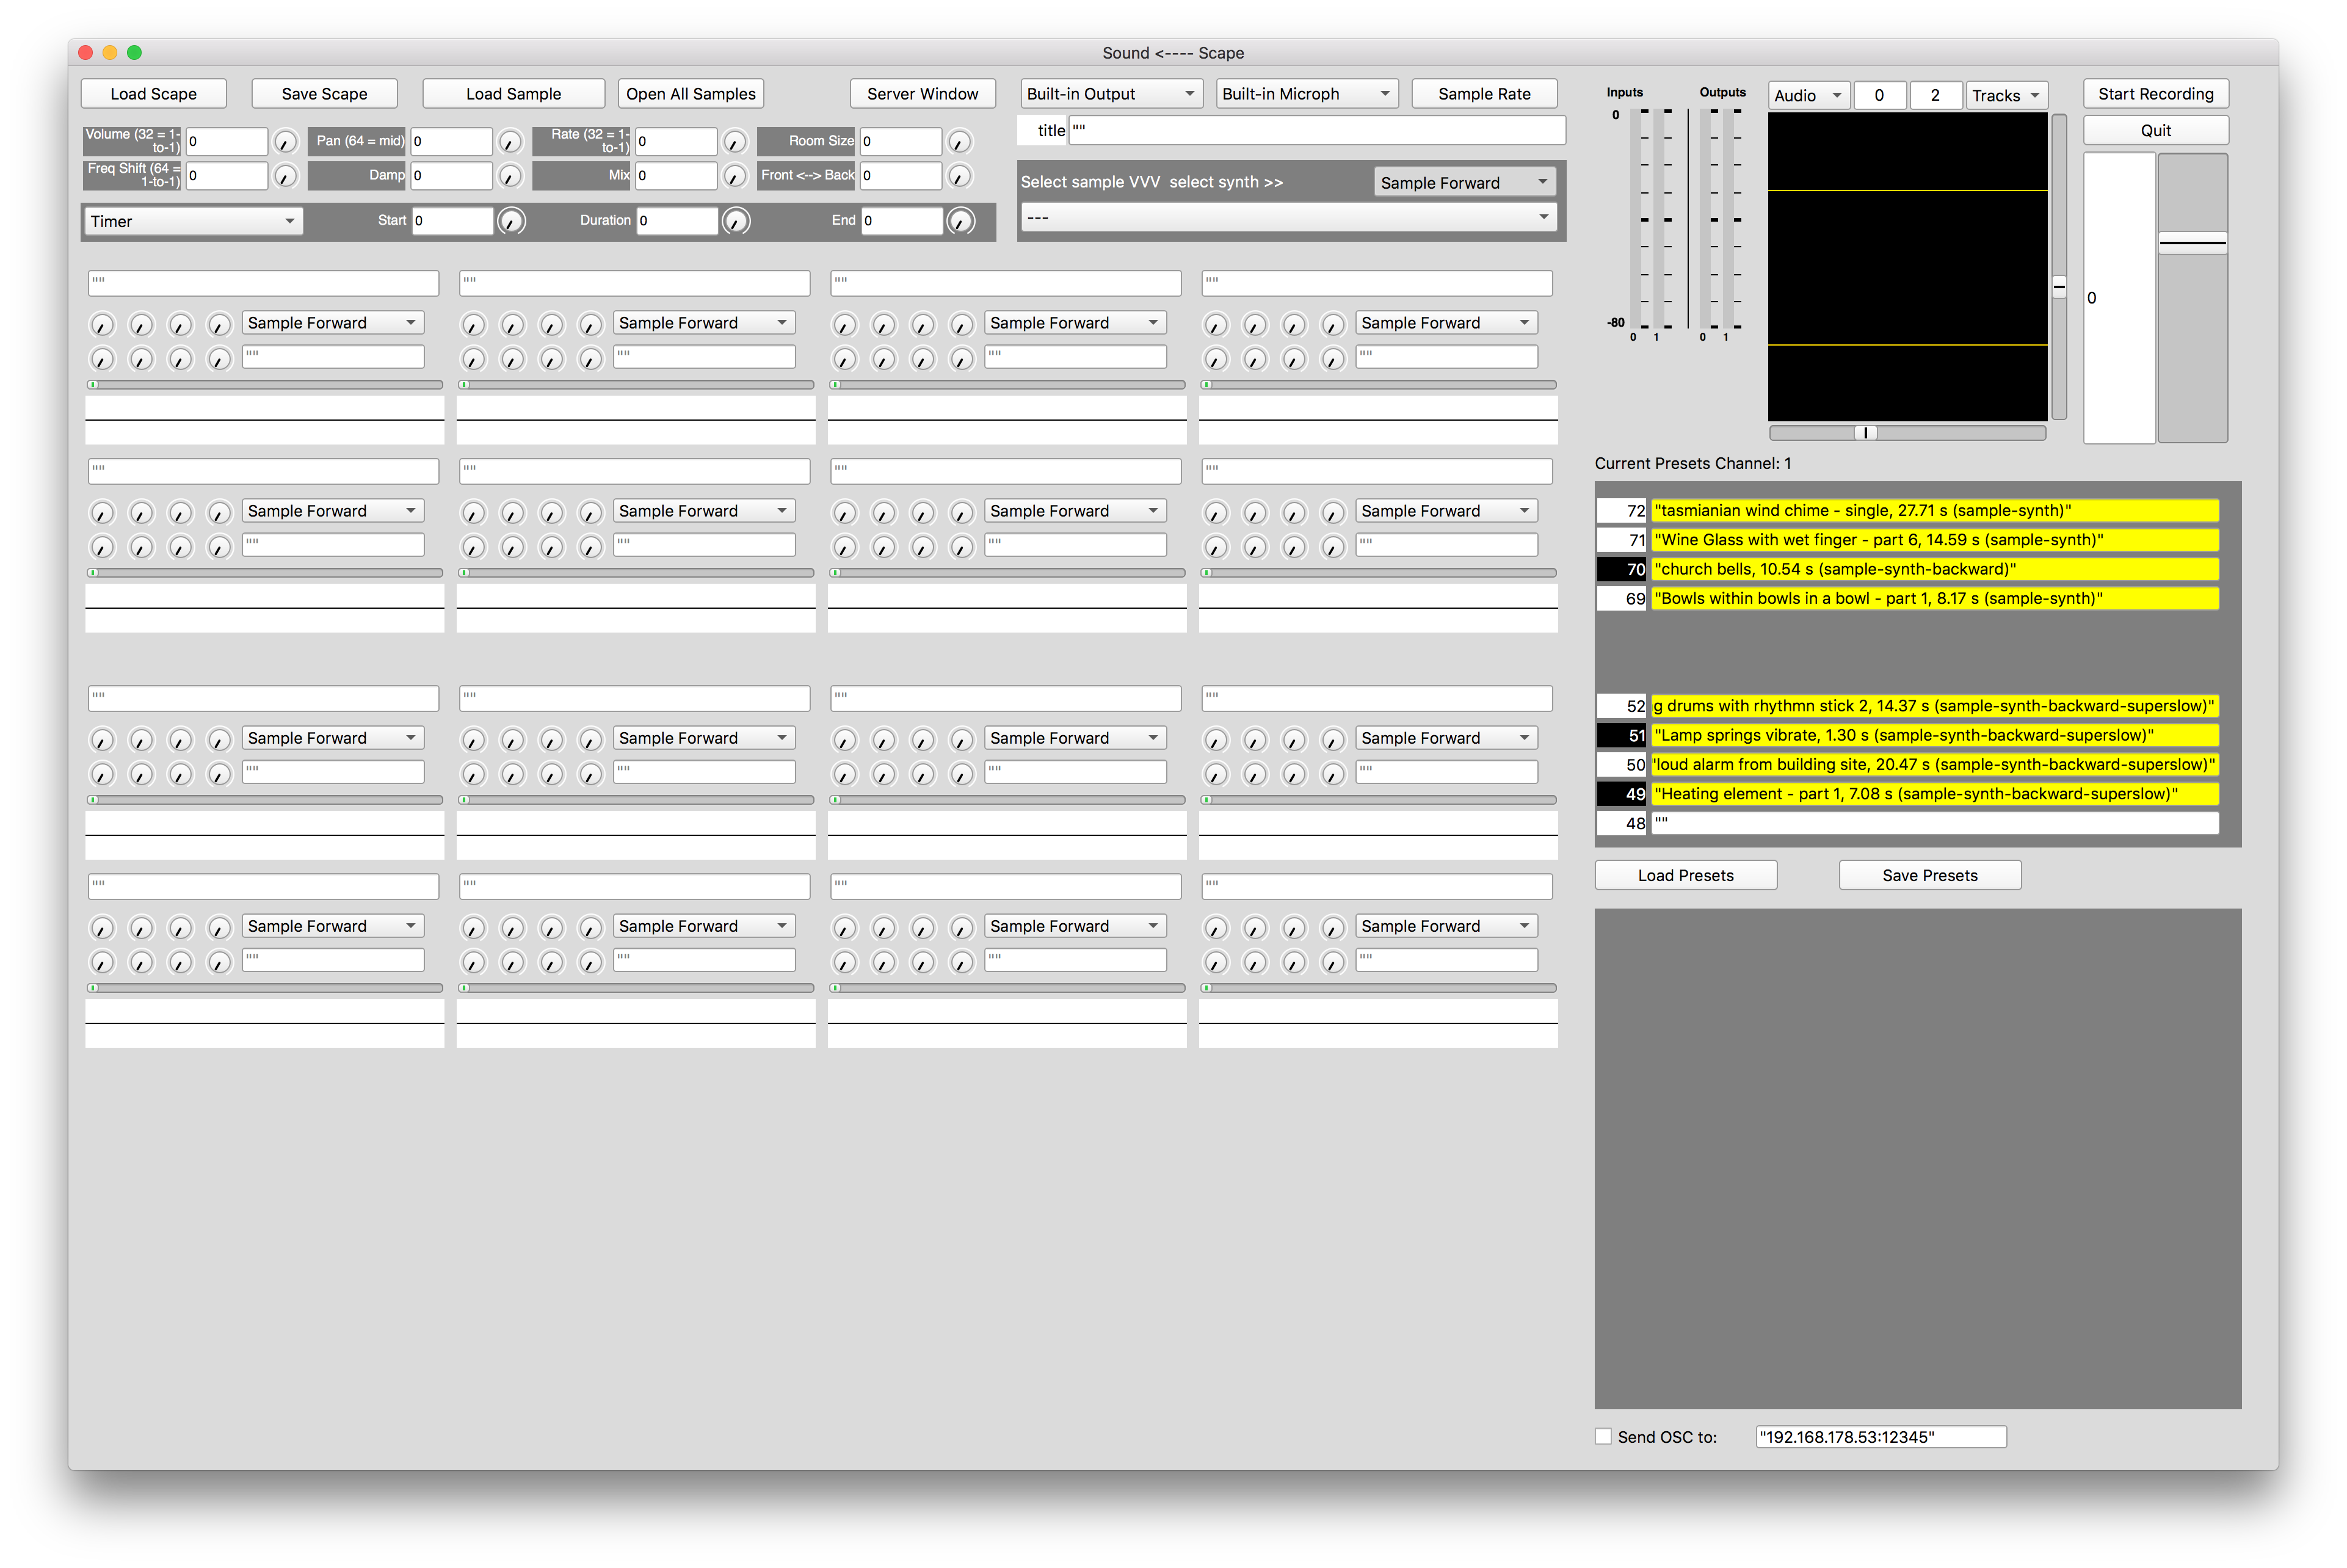 Sound <---- Scape
Load Scape
Save Scape
Load Sample
Open All Samples
Server Window
Built-in Output
Built-in Microph
Sample Rate
Inputs
Outputs
Audio
0
2
Tracks
Start Recording
Quit
title
""
Volume (32 = 1-
to-1)
0
Pan (64 = mid)
0
Rate (32 = 1-
to-1)
0
Room Size
0
Freq Shift (64 =
1-to-1)
0
Damp
0
Mix
0
Front <--> Back
0
Select sample VVV  select synth >>
Sample Forward
---
Timer
Start
0
Duration
0
End
0
0
-80
0 1
0 1
0
"" "" "" ""
Sample Forward Sample Forward Sample Forward Sample Forward
"" "" "" ""
"" "" "" ""
Sample Forward Sample Forward Sample Forward Sample Forward
"" "" "" ""
"" "" "" ""
Sample Forward Sample Forward Sample Forward Sample Forward
"" "" "" ""
"" "" "" ""
Sample Forward Sample Forward Sample Forward Sample Forward
"" "" "" ""
Current Presets Channel: 1
72 "tasmianian wind chime - single, 27.71 s (sample-synth)"
71 "Wine Glass with wet finger - part 6, 14.59 s (sample-synth)"
70 "church bells, 10.54 s (sample-synth-backward)"
69 "Bowls within bowls in a bowl - part 1, 8.17 s (sample-synth)"
52 g drums with rhythmn stick 2, 14.37 s (sample-synth-backward-superslow)"
51 "Lamp springs vibrate, 1.30 s (sample-synth-backward-superslow)"
50 'loud alarm from building site, 20.47 s (sample-synth-backward-superslow)"
49 "Heating element - part 1, 7.08 s (sample-synth-backward-superslow)"
48 ""
Load Presets
Save Presets
Send OSC to:
"192.168.178.53:12345"